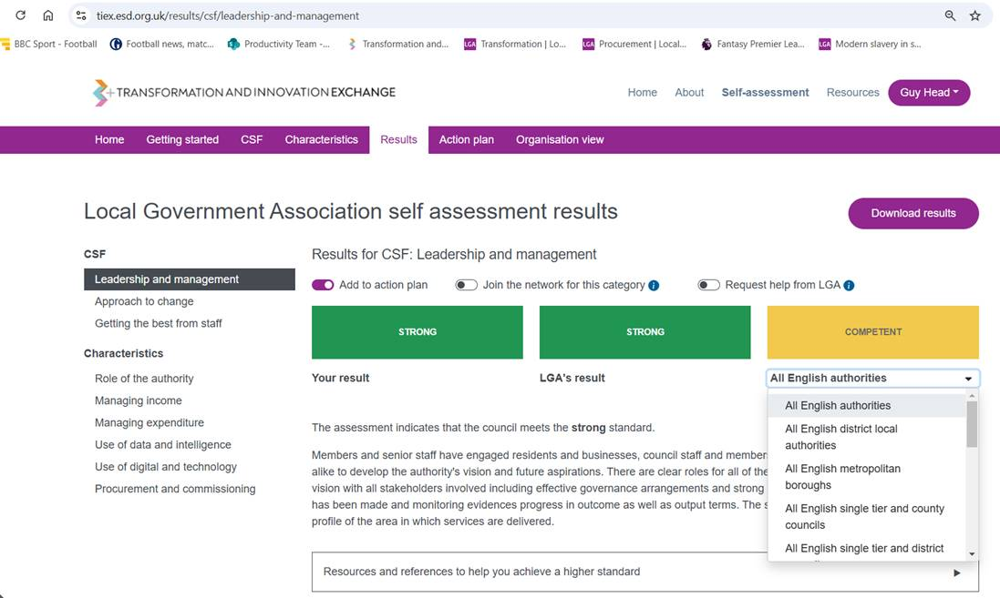 tiex.esd.org.uk/results/csf/leadership-and-management
BBC Sport - Football
Football news, matc...
Productivity Team -...
Transformation and...
LGA Transformation | Lo...
LGA Procurement | Local...
Fantasy Premier Lea...
LGA Modern slavery in s...
TRANSFORMATION AND INNOVATION EXCHANGE
Home About Self-assessment Resources Guy Head
Home Getting started CSF Characteristics Results Action plan Organisation view
Local Government Association self assessment results
Download results
CSF
Leadership and management
Approach to change
Getting the best from staff
Characteristics
Role of the authority
Managing income
Managing expenditure
Use of data and intelligence
Use of digital and technology
Procurement and commissioning
Results for CSF: Leadership and management
Add to action plan Join the network for this category i Request help from LGA i
STRONG STRONG COMPETENT
Your result LGA's result All English authorities
All English authorities
All English district local
authorities
All English metropolitan
boroughs
All English single tier and county
councils
All English single tier and district
The assessment indicates that the council meets the strong standard.
Members and senior staff have engaged residents and businesses, council staff and member
alike to develop the authority's vision and future aspirations. There are clear roles for all of the
vision with all stakeholders involved including effective governance arrangements and strong
has been made and monitoring evidences progress in outcome as well as output terms. The s
profile of the area in which services are delivered.
Resources and references to help you achieve a higher standard